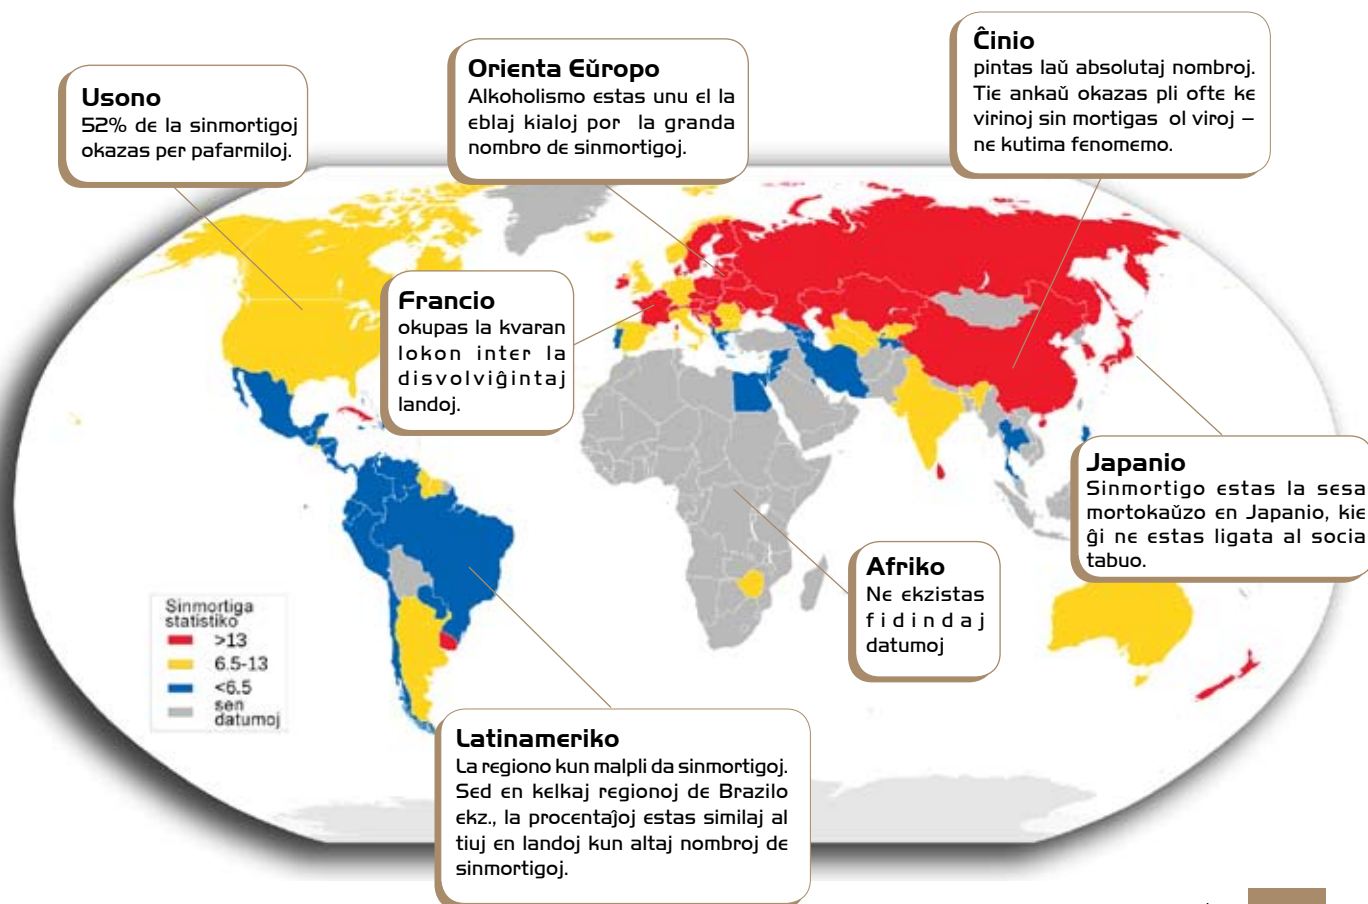 Usono
52% de la sinmortigoj
okazas per pafarmiloj.
Orienta Eŭropo
Alkoholismo estas unu el la
eblaj kialoj por la granda
nombro de sinmortigoj.
Ĉinio
pintas laŭ absolutaj nombroj.
Tie ankaŭ okazas pli ofte ke
virinoj sin mortigas ol viroj –
ne kutima fenomemo.
Francio
okupas la kvaran
lokon inter la
disvolviĝintaj
landoj.
Japanio
Sinmortigo estas la sesa
mortokaŭzo en Japanio, kie
ĝi ne estas ligata al socia
tabuo.
Afriko
Ne ekzistas
fidindaj
datumoj
Sinmortiga
statistiko
>13
6.5-13
<6.5
sen
datumoj
Latinameriko
La regiono kun malpli da sinmortigoj.
Sed en kelkaj regionoj de Brazilo
ekz., la procentaĵoj estas similaj al
tiuj en landoj kun altaj nombroj de
sinmortigoj.